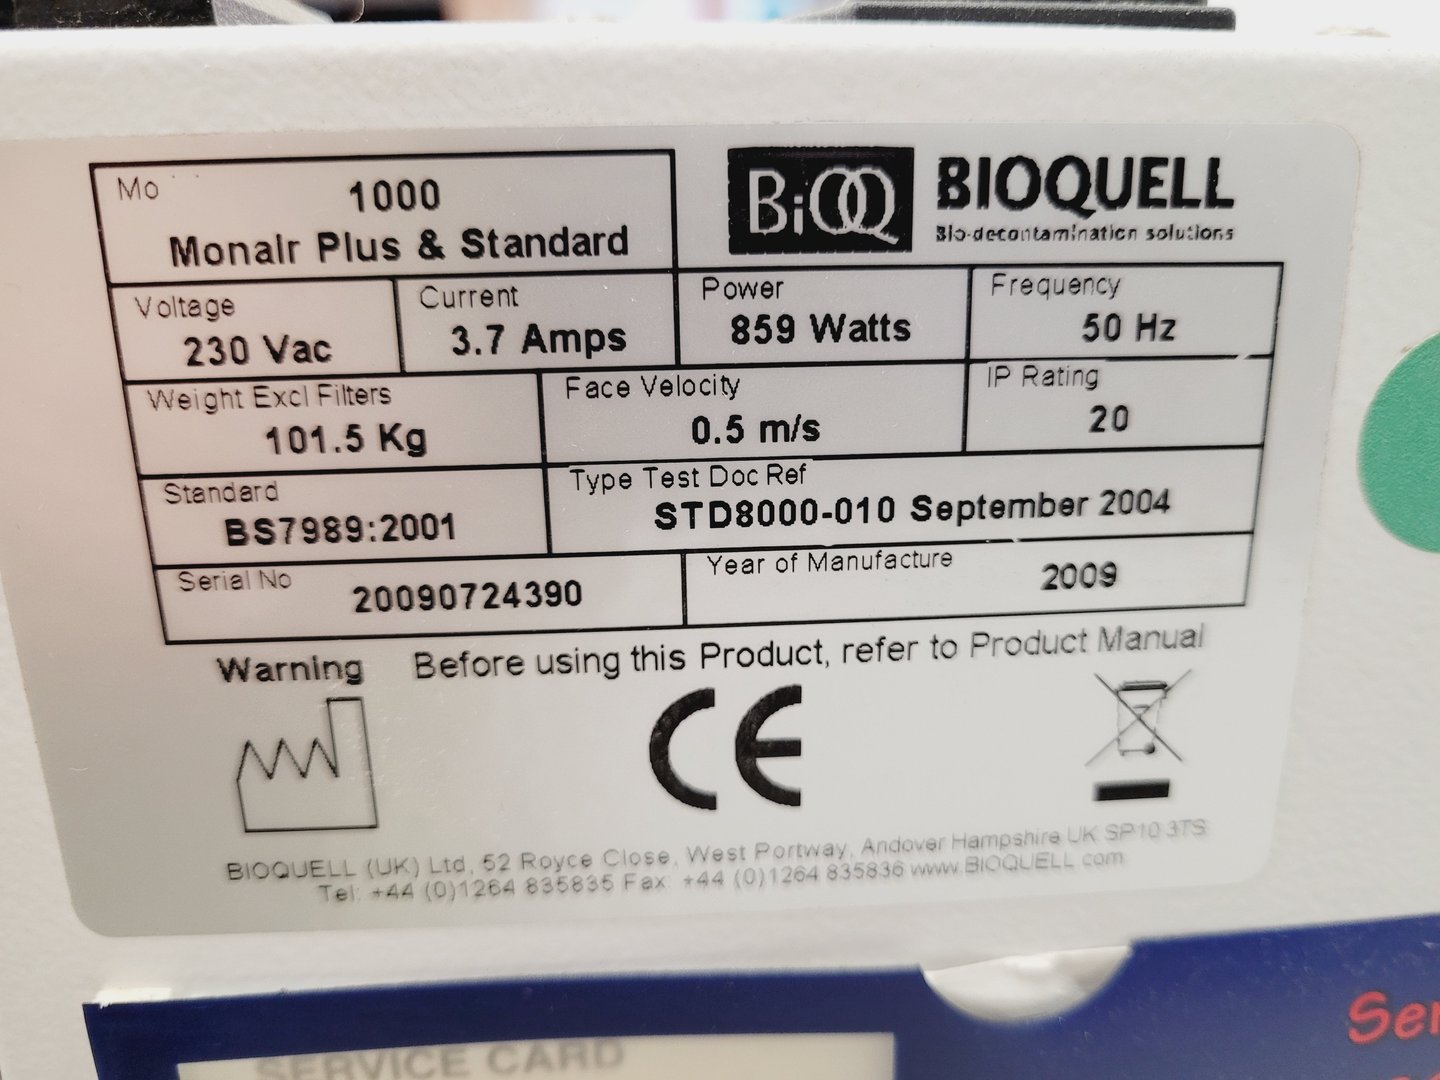 Mo
1000
Monair Plus & Standard
BiOQ
BIOQUELL
Bio-decontamination solutions
Voltage
230 Vac
Current
3.7 Amps
Power
859 Watts
Frequency
50 Hz
Weight Excl Filters
101.5 Kg
Face Velocity
0.5 m/s
IP Rating
20
Standard
BS7989:2001
Type Test Doc Ref
STD8000-010 September 2004
Serial No
20090724390
Year of Manufacture
2009
Warning Before using this Product, refer to Product Manual
CE
BIOQUELL (UK) Ltd, 52 Royce Close, West Portway, Andover Hampshire UK SP10 3TS
Tel: +44 (0)1264 835835 Fax: +44 (0)1264 835836 www.BIOQUELL.com
SERVICE CARD
Ser